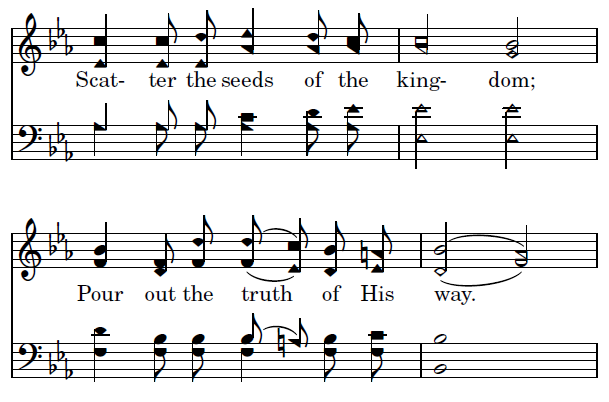 Scat- ter the seeds of the king- dom;
Pour out the truth of His way.